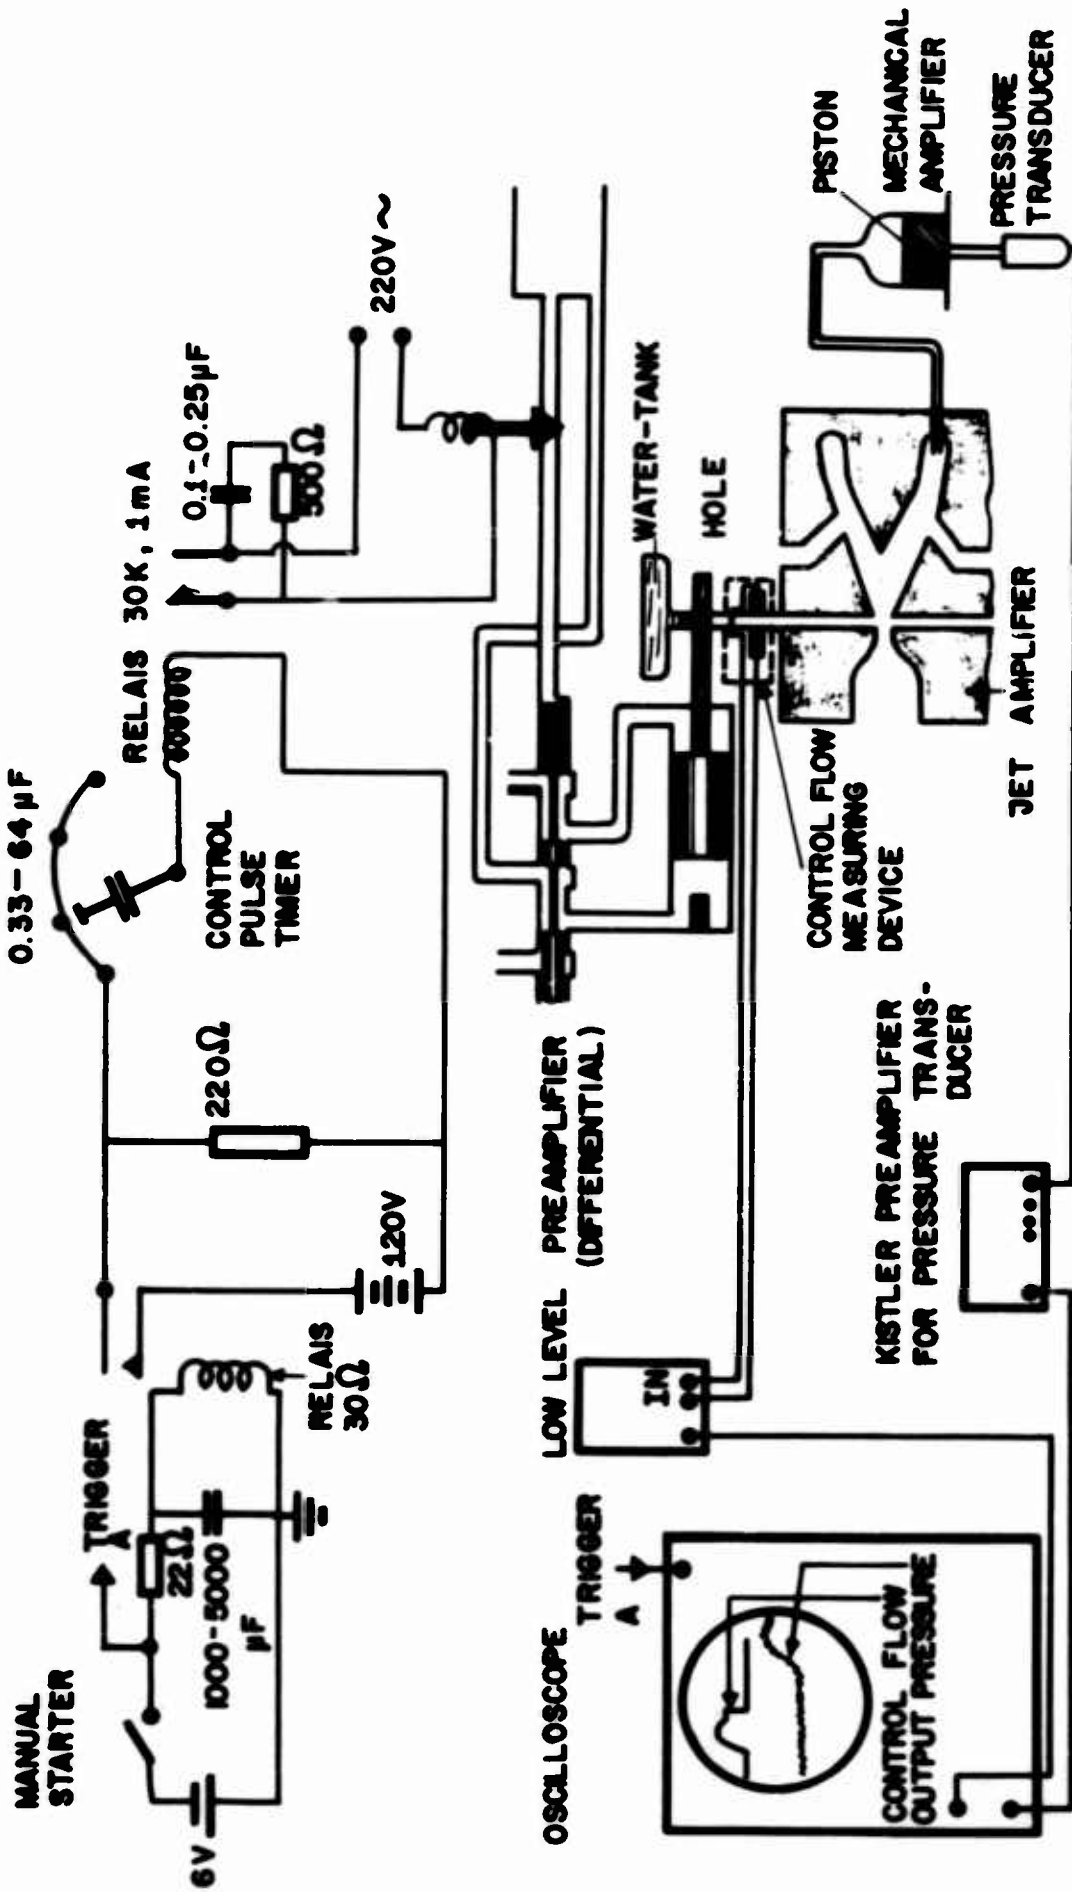 MANUAL
STARTER
6V
TRIGGER
A
22Ω
1000-5000
µF
RELAIS
30Ω
120V
220Ω
0.33-64µF
CONTROL
PULSE
TIMER
RELAIS 30K, 1mA
0.1-0.25µF
500Ω
220V~
OSCILLOSCOPE
TRIGGER
A
CONTROL FLOW
OUTPUT PRESSURE
LOW LEVEL PREAMPLIFIER
(DIFFERENTIAL)
IN
KISTLER PREAMPLIFIER
FOR PRESSURE TRANS-
DUCER
CONTROL FLOW
MEASURING
DEVICE
WATER-TANK
HOLE
JET AMPLIFIER
PISTON
MECHANICAL
AMPLIFIER
PRESSURE
TRANSDUCER